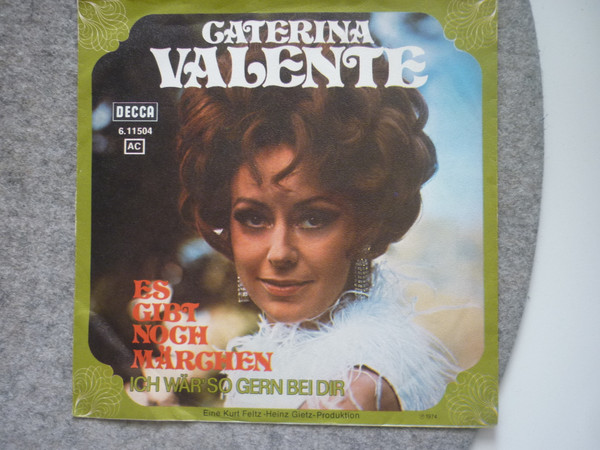 CATERINA
VALENTE
DECCA
6.11504
AC
ES
GIBT
NOCH
MÄRCHEN
ICH WÄR SO GERN BEI DIR
Eine Kurt Feltz-Heinz Gietz-Produktion